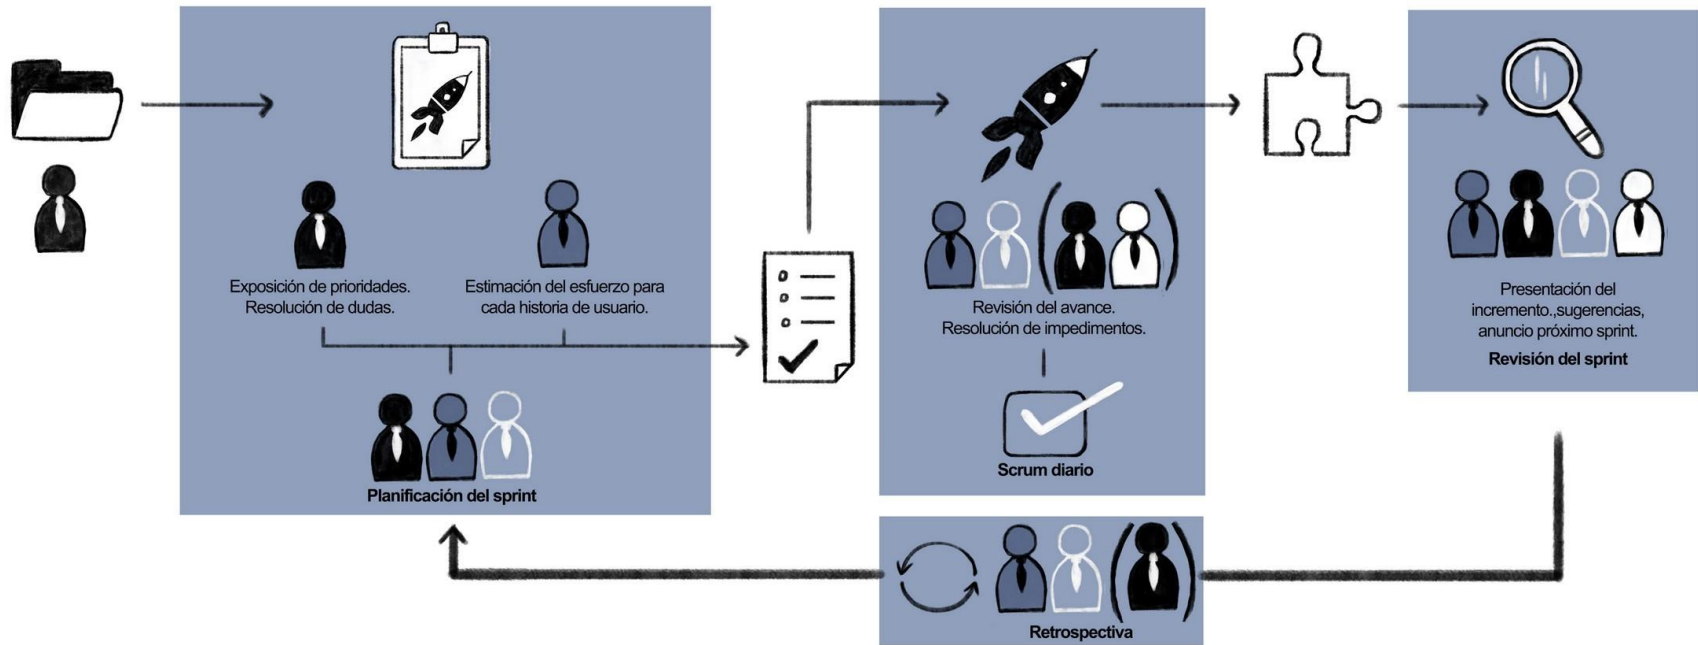 Exposición de prioridades.
Resolución de dudas.
Estimación del esfuerzo para
cada historia de usuario.
Planificación del sprint
Revisión del avance.
Resolución de impedimentos.
Scrum diario
Presentación del
incremento.,sugerencias,
anuncio próximo sprint.
Revisión del sprint
Retrospectiva